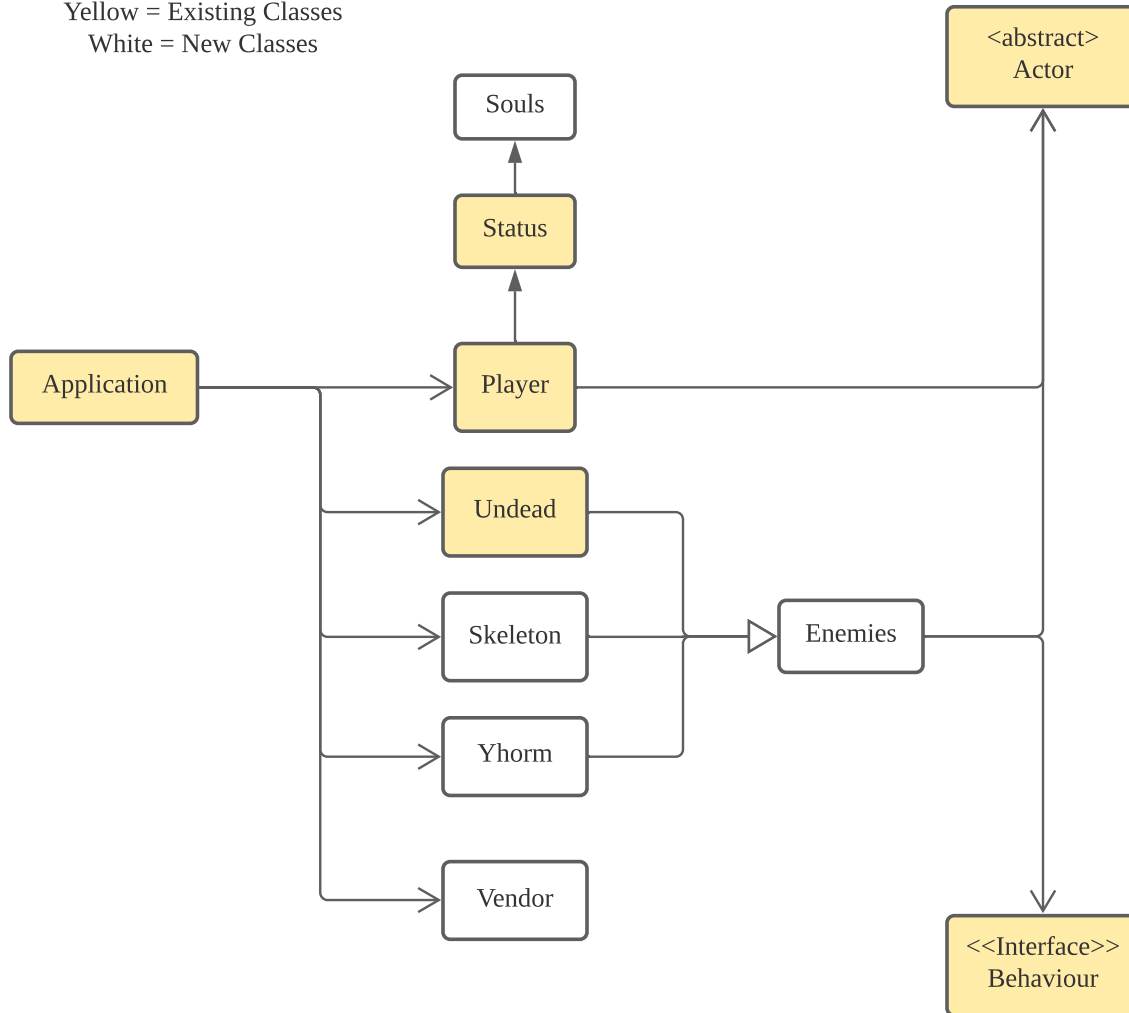 Yellow = Existing Classes
White = New Classes
<abstract>
Actor
Souls
Status
Application
Player
Undead
Skeleton
Enemies
Yhorm
Vendor
<<Interface>>
Behaviour